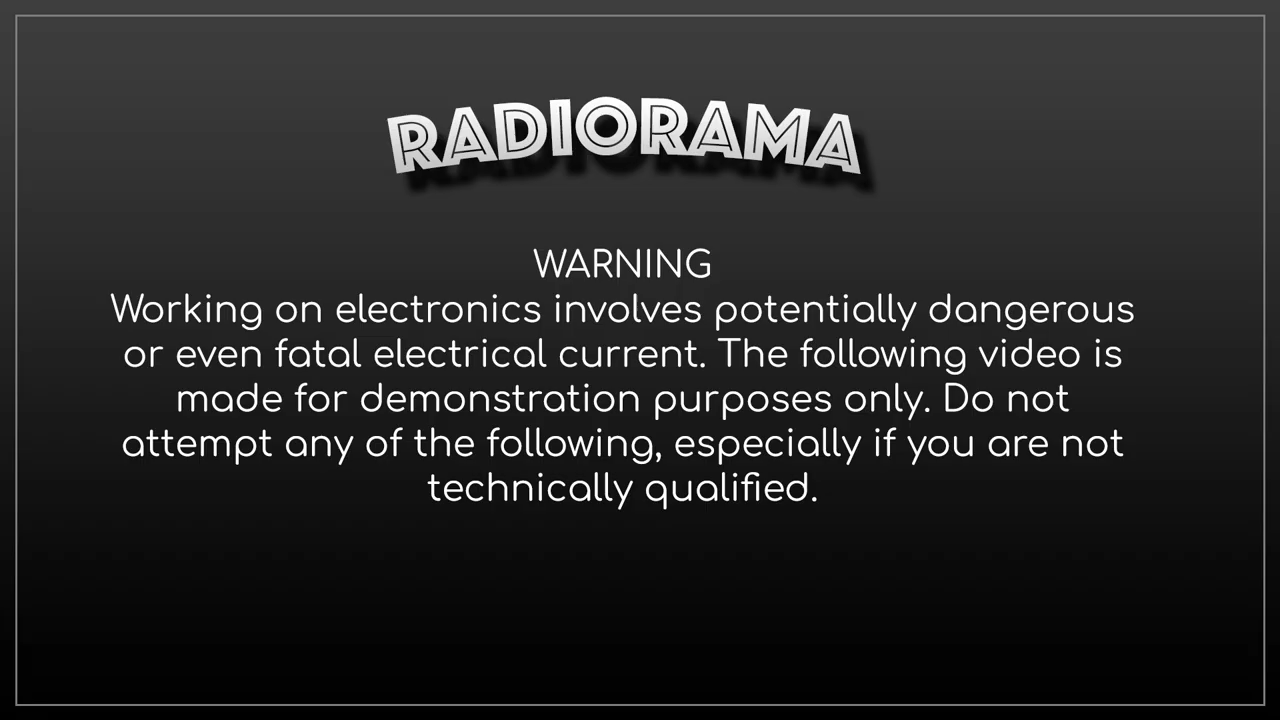 RADIORAMA
WARNING
Working on electronics involves potentially dangerous
or even fatal electrical current. The following video is
made for demonstration purposes only. Do not
attempt any of the following, especially if you are not
technically qualified.